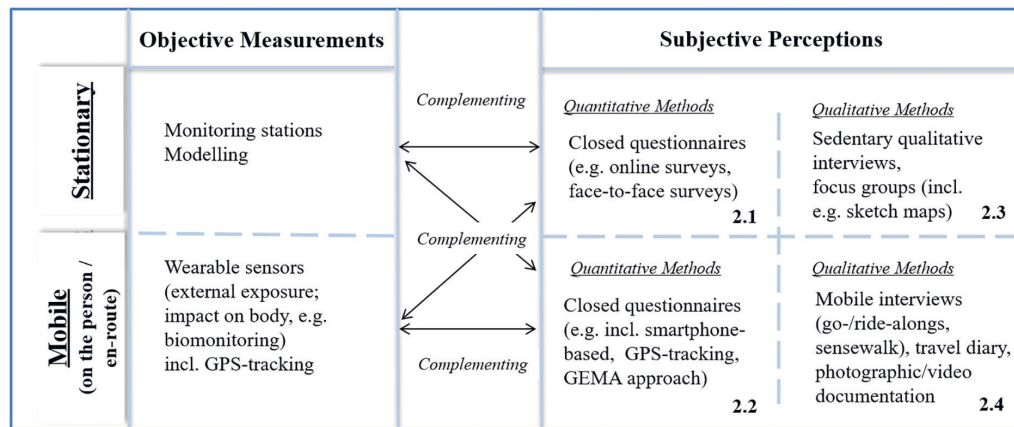 Objective Measurements
Subjective Perceptions
Stationary
Monitoring stations
Modelling
Complementing
Quantitative Methods
Closed questionnaires
(e.g. online surveys,
face-to-face surveys)
2.1
Qualitative Methods
Sedentary qualitative
interviews,
focus groups (incl.
e.g. sketch maps)
2.3
Complementing
Mobile
(on the person /
en-route)
Wearable sensors
(external exposure;
impact on body, e.g.
biomonitoring)
incl. GPS-tracking
Complementing
Quantitative Methods
Closed questionnaires
(e.g. incl. smartphone-
based, GPS-tracking,
GEMA approach)
2.2
Qualitative Methods
Mobile interviews
(go-/ride-alongs,
sensewalk), travel diary,
photographic/video
documentation
2.4